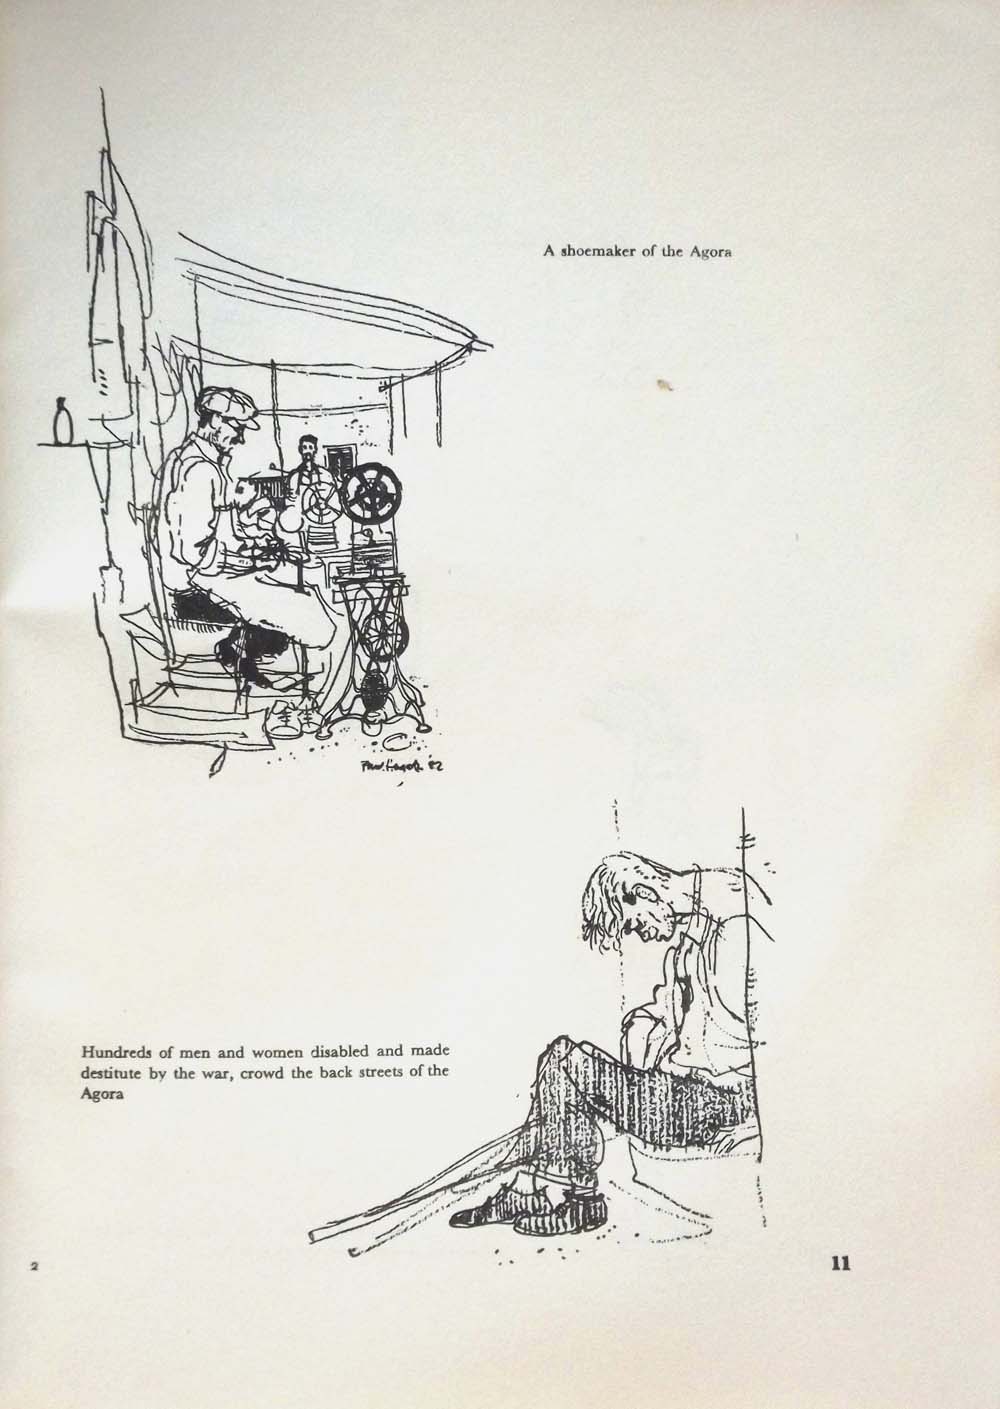 A shoemaker of the Agora
Paul Hogarth '52
Hundreds of men and women disabled and made
destitute by the war, crowd the back streets of the
Agora
2
11